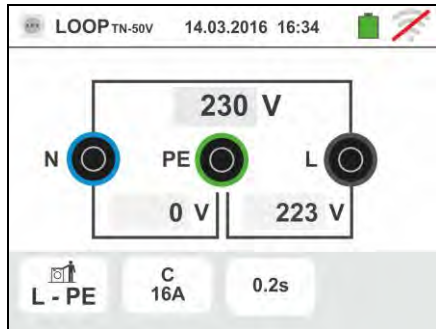 LOOP TN-50V 14.03.2016 16:34
230 V
N PE L
0 V 223 V
L - PE
C
16A
0.2s